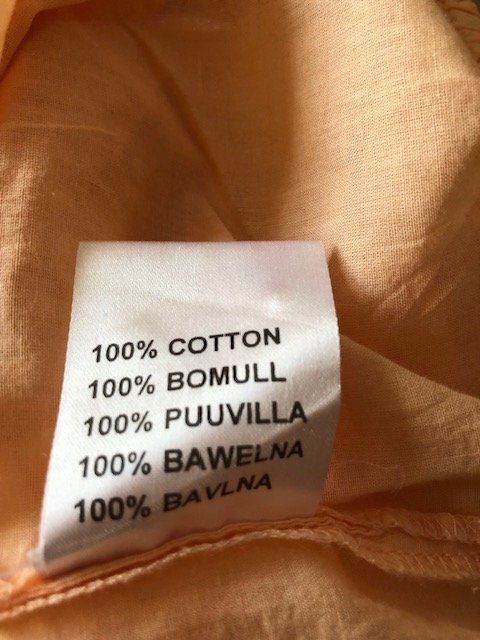 100% COTTON
100% BOMULL
100% PUUVILLA
100% BAWELNA
100% BAVLNA